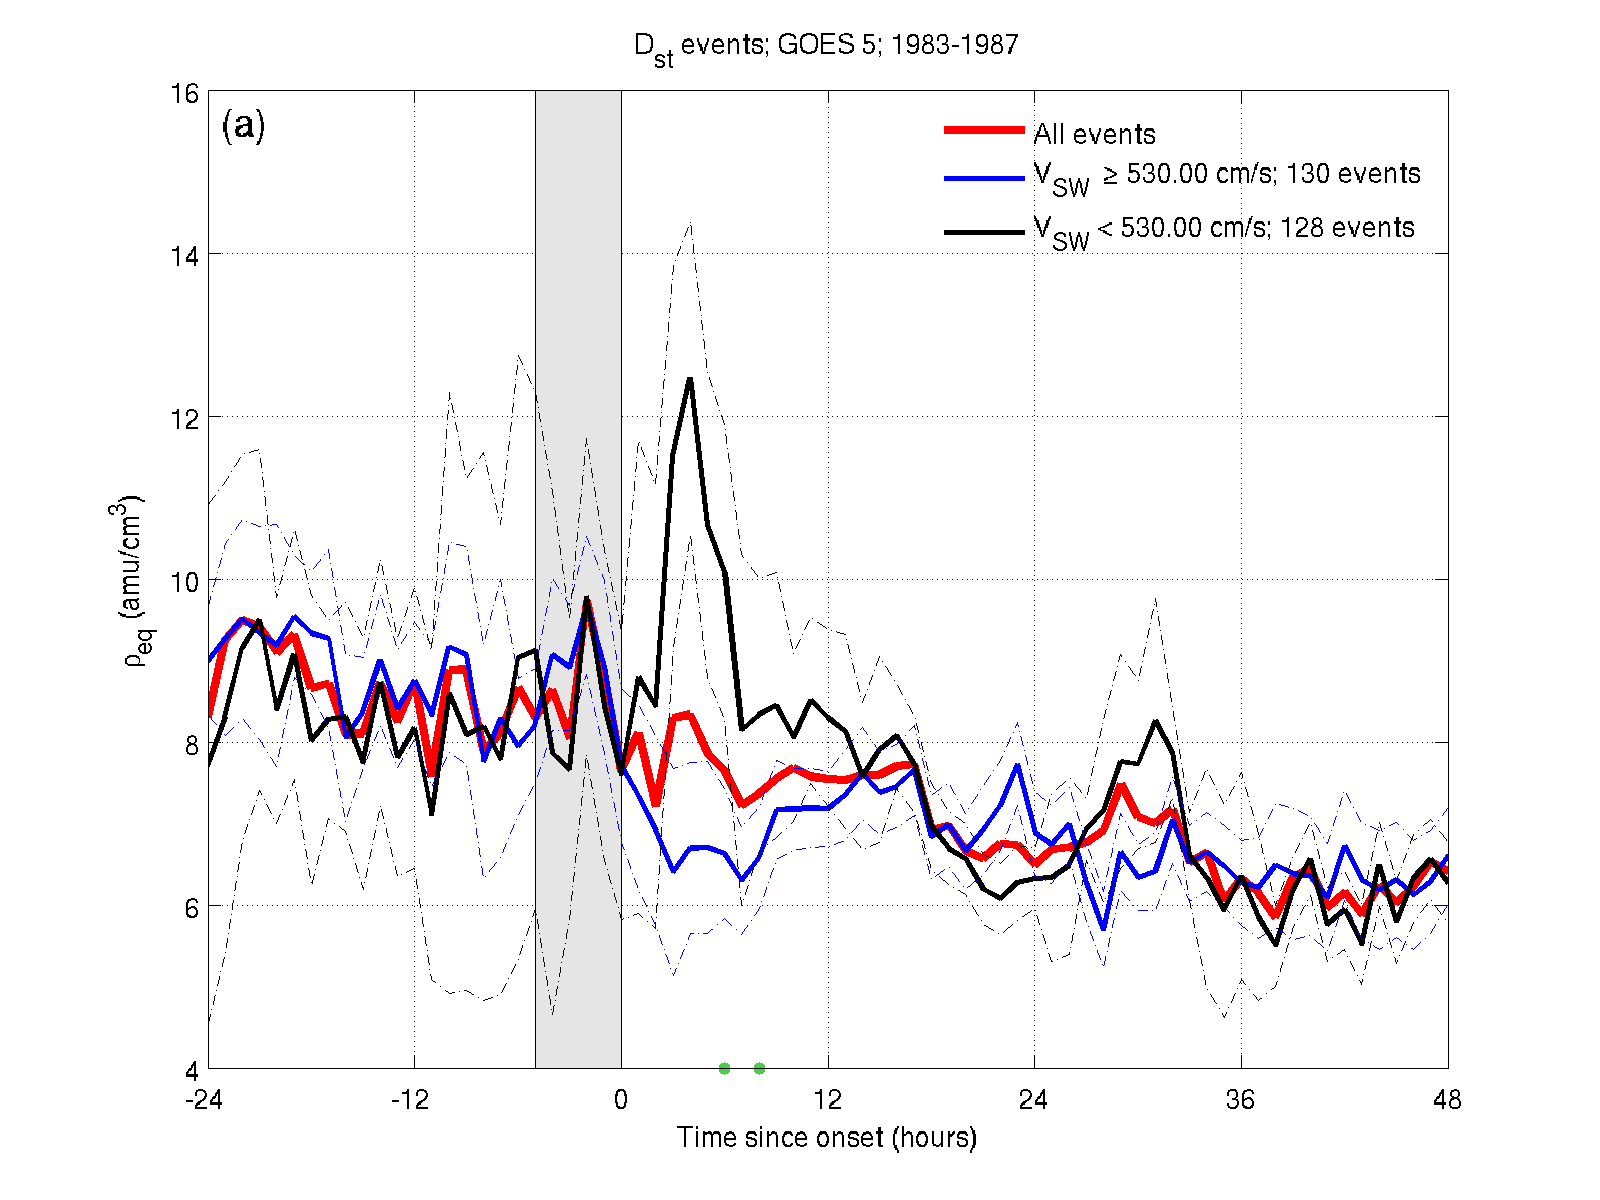 D_st events; GOES 5; 1983-1987
(a)
All events
V_SW ≥ 530.00 cm/s; 130 events
V_SW < 530.00 cm/s; 128 events
16
14
12
10
8
6
4
ρ_eq (amu/cm^3)
-24 -12 0 12 24 36 48
Time since onset (hours)